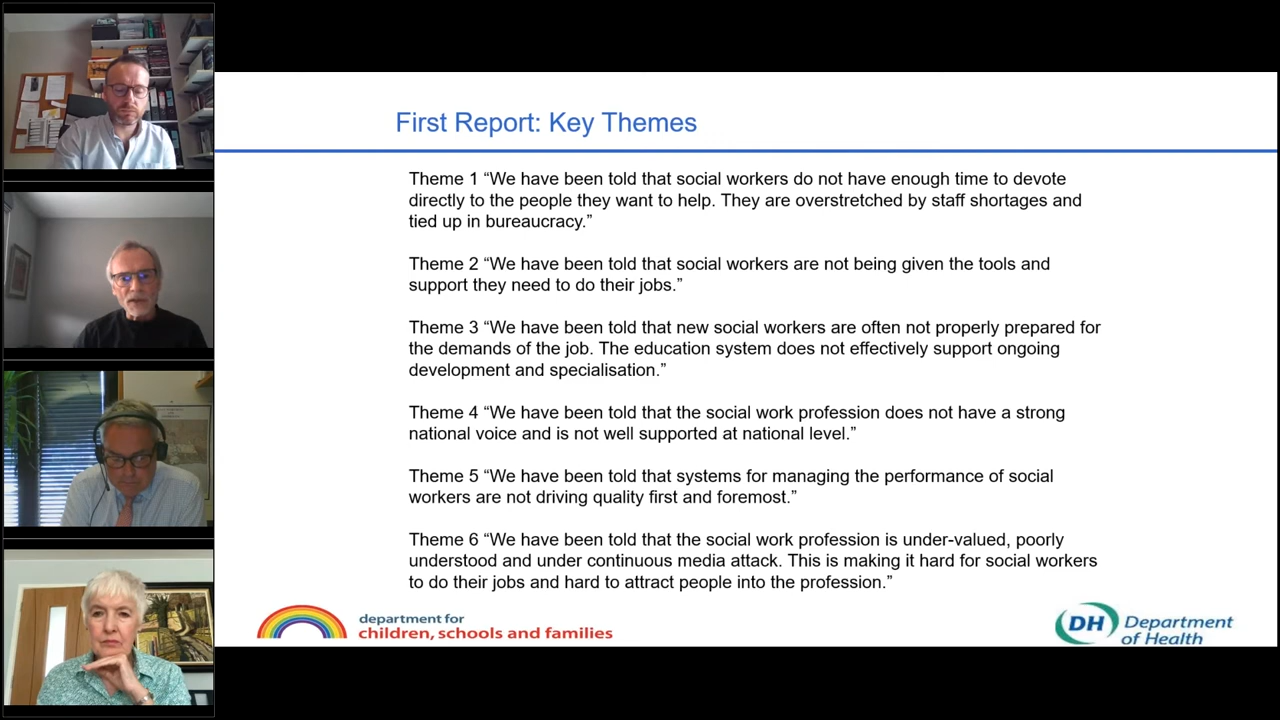 First Report: Key Themes
Theme 1 “We have been told that social workers do not have enough time to devote
directly to the people they want to help. They are overstretched by staff shortages and
tied up in bureaucracy.”
Theme 2 “We have been told that social workers are not being given the tools and
support they need to do their jobs.”
Theme 3 “We have been told that new social workers are often not properly prepared for
the demands of the job. The education system does not effectively support ongoing
development and specialisation.”
Theme 4 “We have been told that the social work profession does not have a strong
national voice and is not well supported at national level.”
Theme 5 “We have been told that systems for managing the performance of social
workers are not driving quality first and foremost.”
Theme 6 “We have been told that the social work profession is under-valued, poorly
understood and under continuous media attack. This is making it hard for social workers
to do their jobs and hard to attract people into the profession.”
department for
children, schools and families
DH Department
of Health